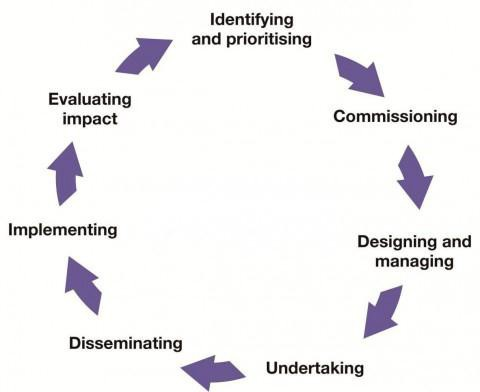 Identifying
and prioritising
Commissioning
Designing and
managing
Undertaking
Disseminating
Implementing
Evaluating
impact